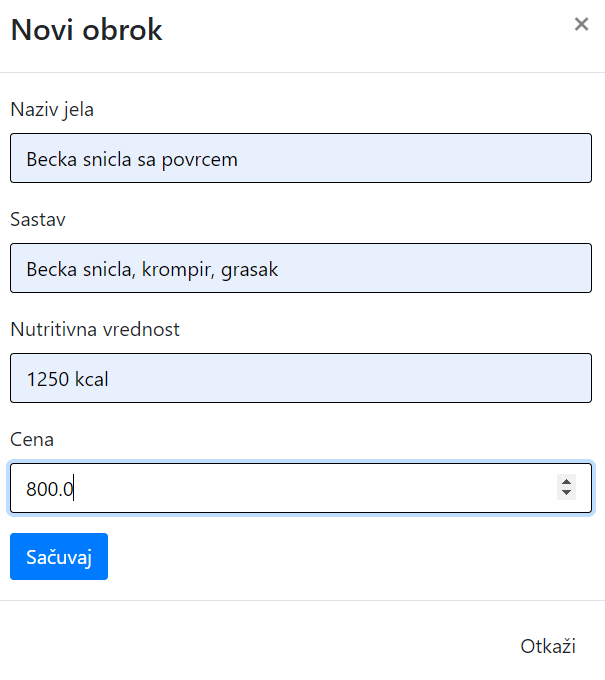 Novi obrok
×
Naziv jela
Becka snicla sa povrcem
Sastav
Becka snicla, krompir, grasak
Nutritivna vrednost
1250 kcal
Cena
800.0
Sačuvaj
Otkaži